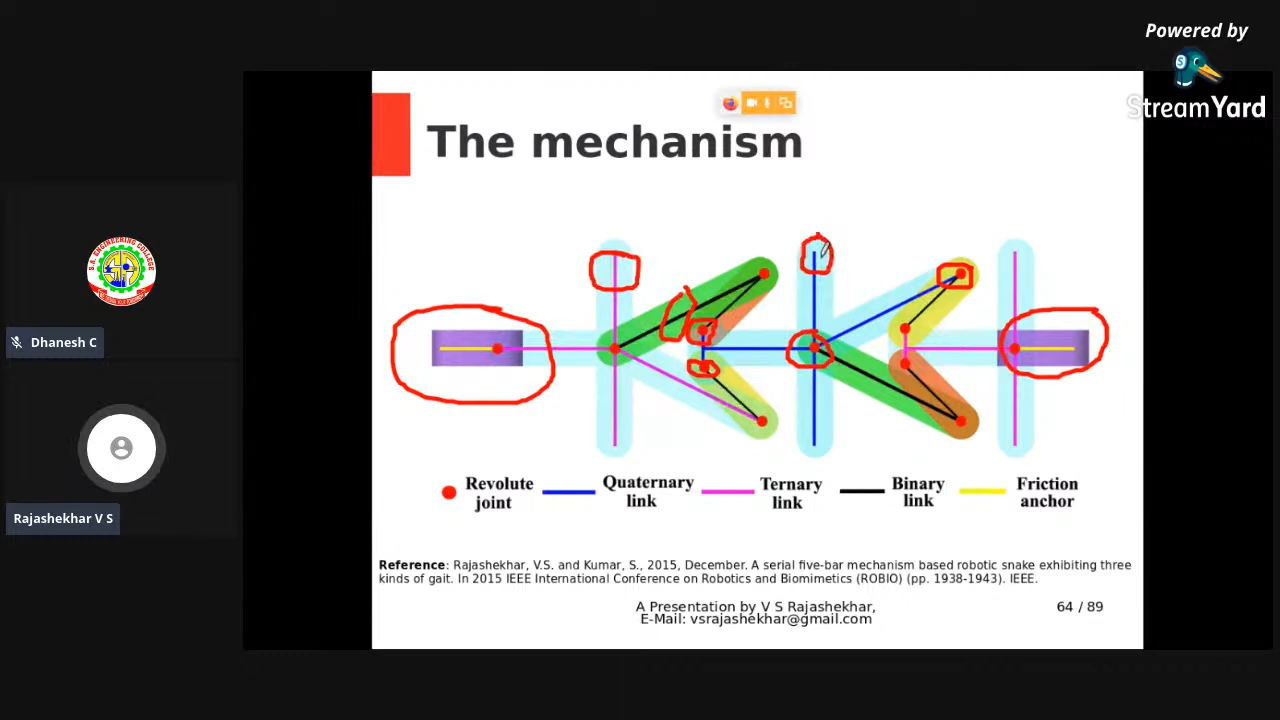 Powered by
StreamYard
The mechanism
S.A. ENGINEERING COLLEGE
Dhanesh C
Rajashekhar V S
Revolute
joint
Quaternary
link
Ternary
link
Binary
link
Friction
anchor
Reference: Rajashekhar, V.S. and Kumar, S., 2015, December. A serial five-bar mechanism based robotic snake exhibiting three
kinds of gait. In 2015 IEEE International Conference on Robotics and Biomimetics (ROBIO) (pp. 1938-1943). IEEE.
A Presentation by V S Rajashekhar,
E-Mail: vsrajashekhar@gmail.com
64 / 89